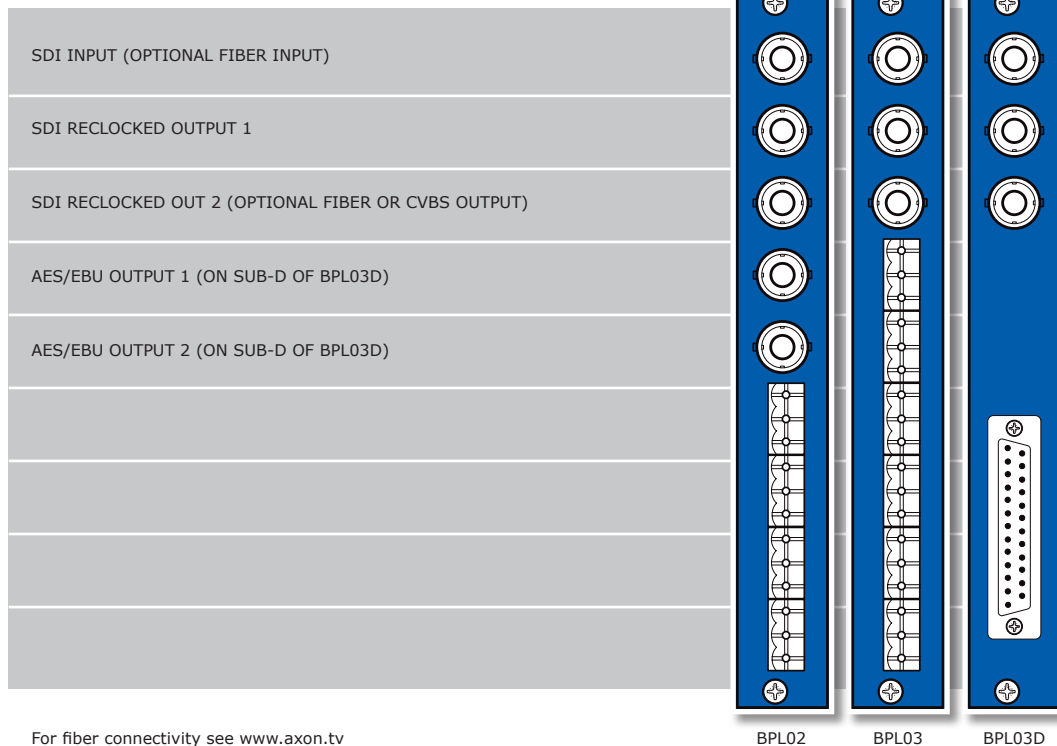 SDI INPUT (OPTIONAL FIBER INPUT)
SDI RECLOCKED OUTPUT 1
SDI RECLOCKED OUT 2 (OPTIONAL FIBER OR CVBS OUTPUT)
AES/EBU OUTPUT 1 (ON SUB-D OF BPL03D)
AES/EBU OUTPUT 2 (ON SUB-D OF BPL03D)
For fiber connectivity see www.axon.tv
BPL02
BPL03
BPL03D